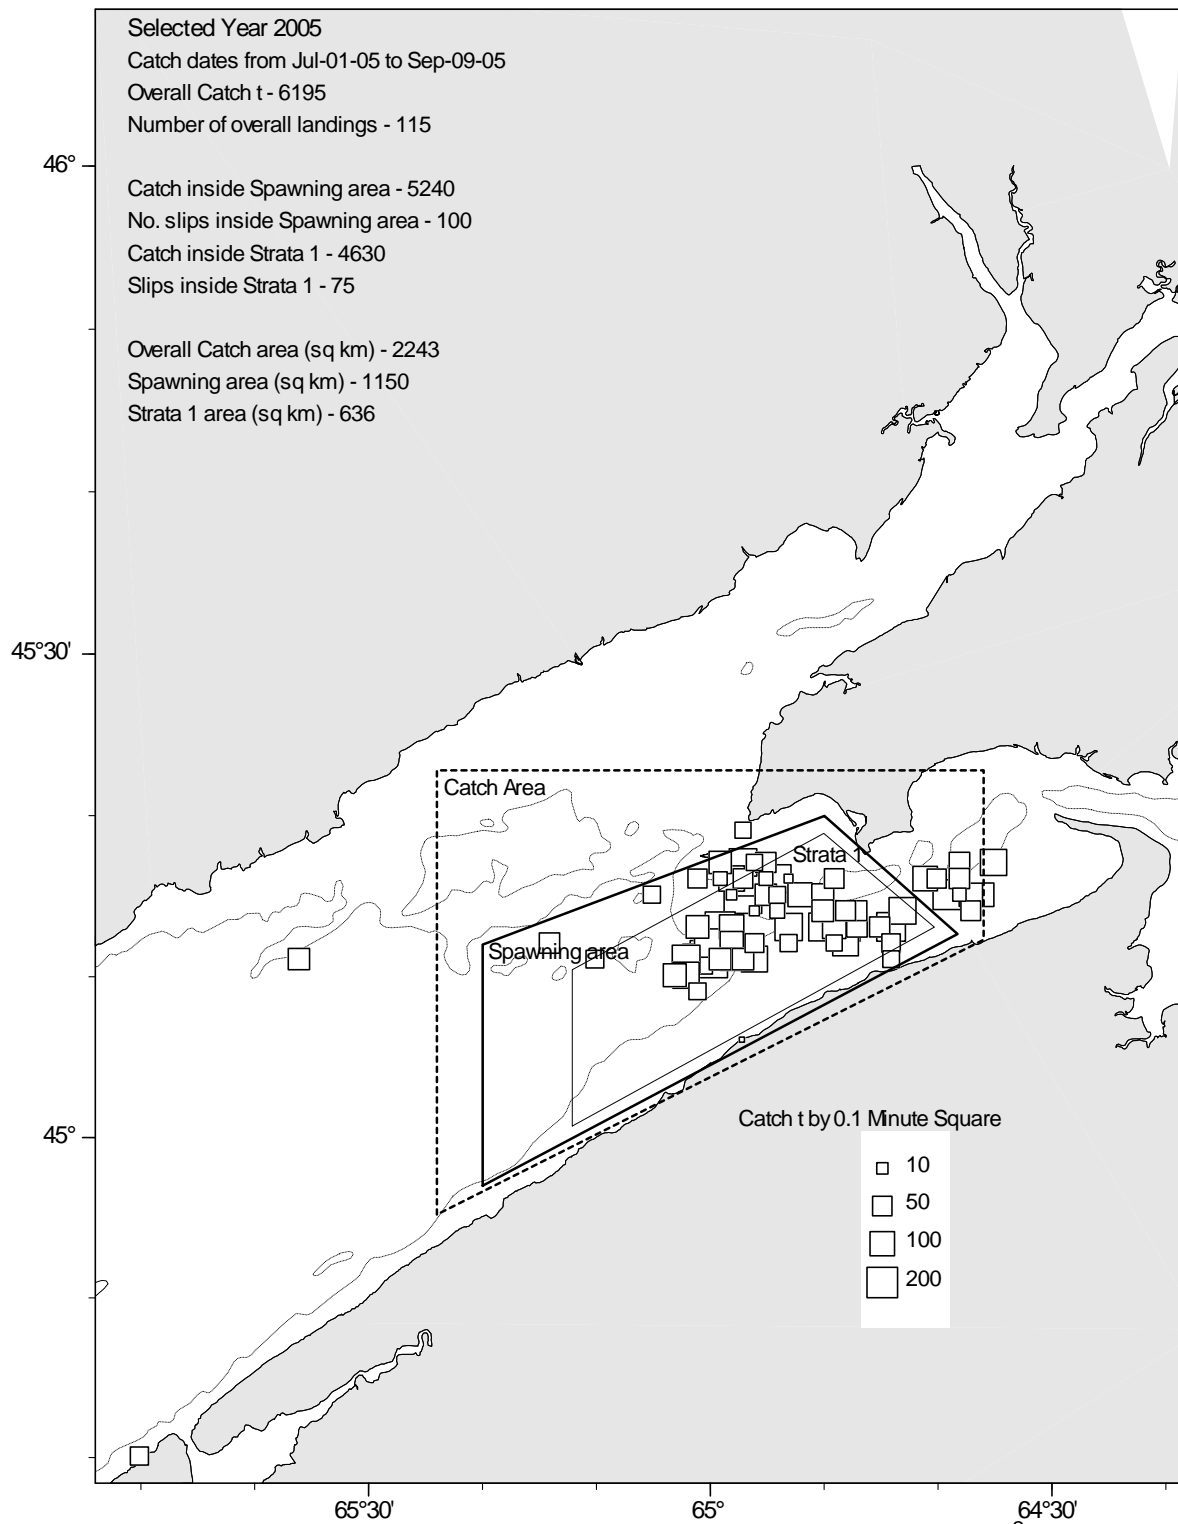 Selected Year 2005
Catch dates from Jul-01-05 to Sep-09-05
Overall Catch t - 6195
Number of overall landings - 115
46°
Catch inside Spawning area - 5240
No. slips inside Spawning area - 100
Catch inside Strata 1 - 4630
Slips inside Strata 1 - 75
Overall Catch area (sq km) - 2243
Spawning area (sq km) - 1150
Strata 1 area (sq km) - 636
45°30'
Catch Area
Strata 1
Spawning area
45°
Catch t by 0.1 Minute Square
10
50
100
200
65°30'
65°
64°30'